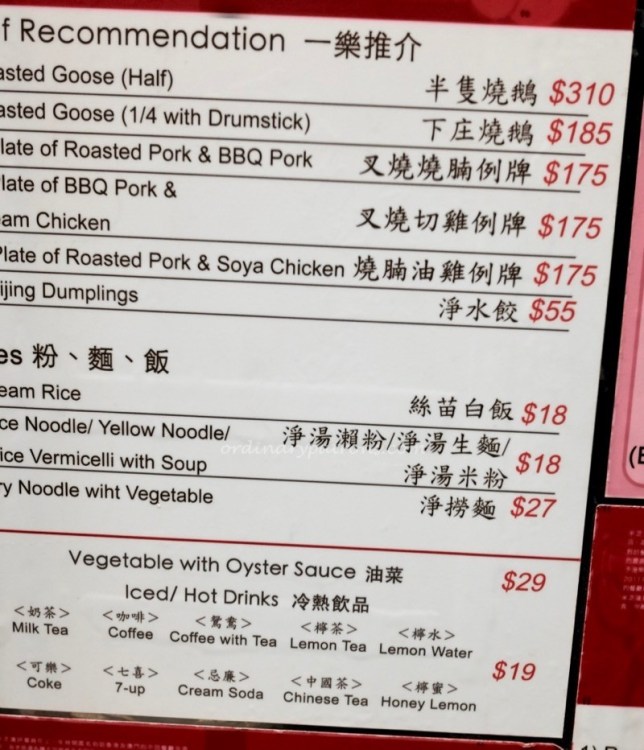 f Recommendation 一樂推介
asted Goose (Half) 半隻燒鵝 $310
asted Goose (1/4 with Drumstick) 下庄燒鵝 $185
late of Roasted Pork & BBQ Pork 叉燒燒腩例牌 $175
late of BBQ Pork &
am Chicken 叉燒切雞例牌 $175
Plate of Roasted Pork & Soya Chicken 燒腩油雞例牌 $175
ijing Dumplings 淨水餃 $55
es 粉、麵、飯
eam Rice 絲苗白飯 $18
ce Noodle/ Yellow Noodle/ 淨湯瀨粉/淨湯生麵/
ice Vermicelli with Soup 淨湯米粉 $18
ry Noodle wiht Vegetable 淨撈麵 $27
Vegetable with Oyster Sauce 油菜 $29
Iced/ Hot Drinks 冷熱飲品
<奶茶> <咖啡> <鴛鴦> <檸茶> <檸水>
Milk Tea Coffee Coffee with Tea Lemon Tea Lemon Water
$19
<可樂> <七喜> <忌廉> <中國茶> <檸蜜>
Coke 7-up Cream Soda Chinese Tea Honey Lemon